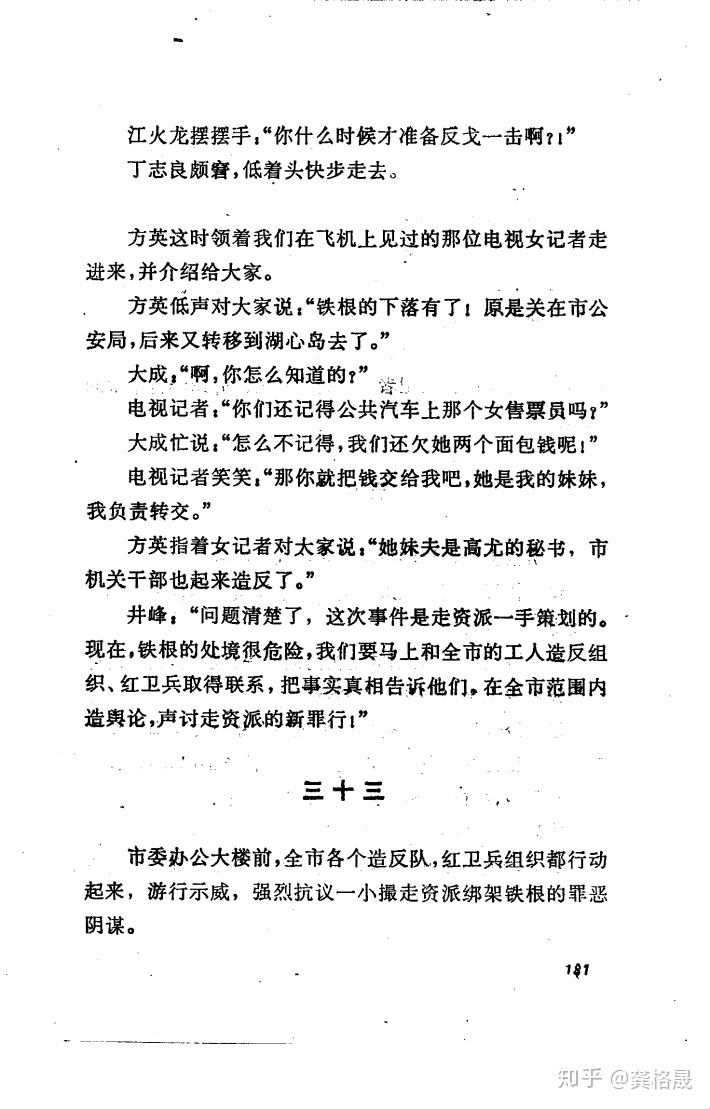 江火龙摆摆手：“你什么时候才准备反戈一击啊？！”
丁志良颇窘，低着头快步走去。
方英这时领着我们在飞机上见过的那位电视女记者走
进来，并介绍给大家。
方英低声对大家说：“铁根的下落有了！原是关在市公
安局，后来又转移到湖心岛去了。”
大成：“啊，你怎么知道的？”
电视记者：“你们还记得公共汽车上那个女售票员吗？”
大成忙说：“怎么不记得，我们还欠她两个面包钱呢！”
电视记者笑笑：“那你就把钱交给我吧，她是我的妹妹，
我负责转交。”
方英指着女记者对大家说：“她妹夫是高尤的秘书，市
机关干部也起来造反了。”
井峰：“问题清楚了，这次事件是走资派一手策划的。
现在，铁根的处境很危险，我们要马上和全市的工人造反组
织、红卫兵取得联系，把事实真相告诉他们，在全市范围内
造舆论，声讨走资派的新罪行！”
三十三
市委办公大楼前，全市各个造反队，红卫兵组织都行动
起来，游行示威，强烈抗议一小撮走资派绑架铁根的罪恶
阴谋。
181
知乎 @龚格晟